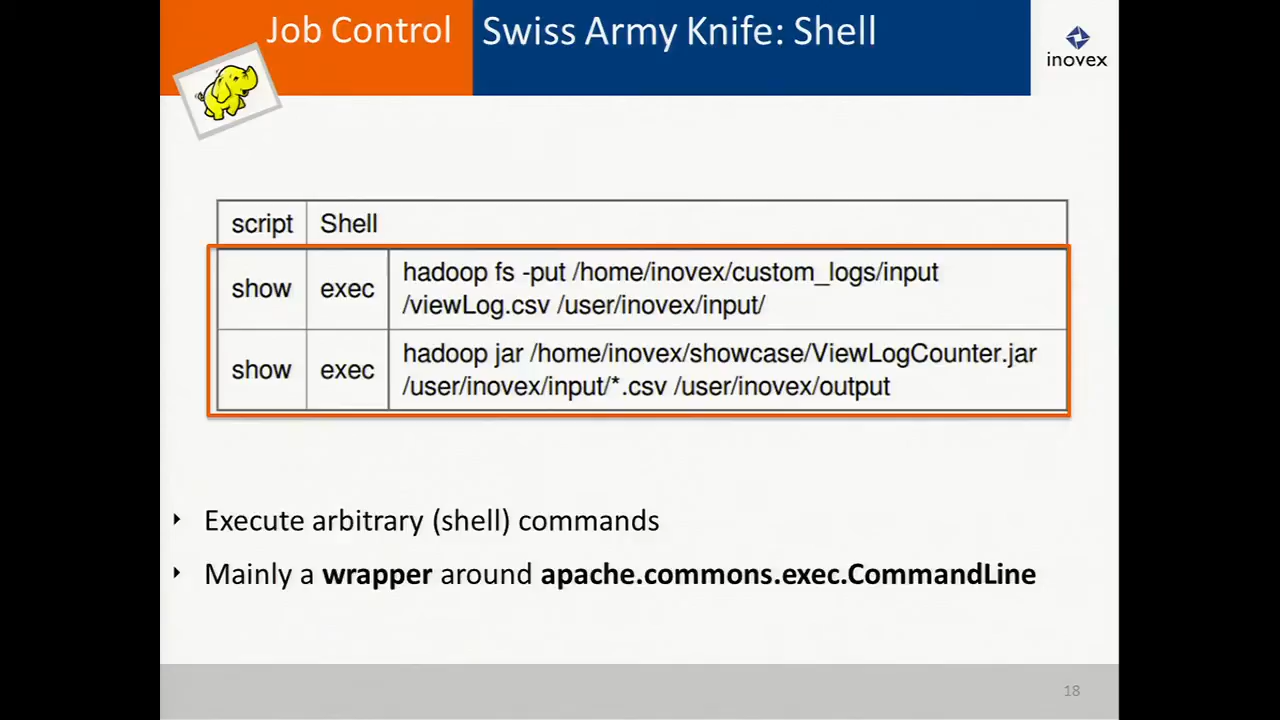 Job Control
Swiss Army Knife: Shell
inovex
script Shell
show exec hadoop fs -put /home/inovex/custom_logs/input
/viewLog.csv /user/inovex/input/
show exec hadoop jar /home/inovex/showcase/ViewLogCounter.jar
/user/inovex/input/*.csv /user/inovex/output
‣ Execute arbitrary (shell) commands
‣ Mainly a wrapper around apache.commons.exec.CommandLine
18